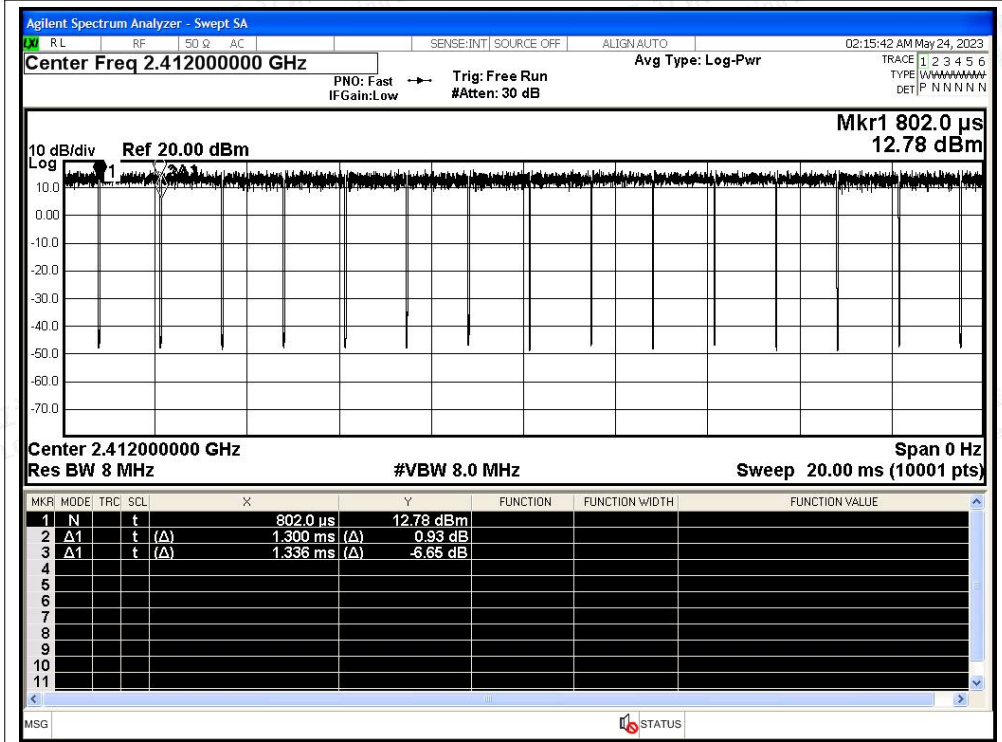 Agilent Spectrum Analyzer - Swept SA
LXI RL RF 50 Ω AC SENSE:INT SOURCE OFF ALIGN AUTO 02:15:42 AM May 24, 2023
Center Freq 2.412000000 GHz
PNO: Fast
IFGain:Low
Trig: Free Run
#Atten: 30 dB
Avg Type: Log-Pwr
TRACE 1 2 3 4 5 6
TYPE W
DET P N N N N N
Mkr1 802.0 µs
12.78 dBm
10 dB/div Ref 20.00 dBm
Log
1 3Δ1
10.0
0.00
-10.0
-20.0
-30.0
-40.0
-50.0
-60.0
-70.0
Center 2.412000000 GHz Span 0 Hz
Res BW 8 MHz #VBW 8.0 MHz Sweep 20.00 ms (10001 pts)
MKR MODE TRC SCL X Y FUNCTION FUNCTION WIDTH FUNCTION VALUE
1 N t 802.0 µs 12.78 dBm
2 Δ1 t (Δ) 1.300 ms (Δ) 0.93 dB
3 Δ1 t (Δ) 1.336 ms (Δ) -6.65 dB
4
5
6
7
8
9
10
11
MSG STATUS